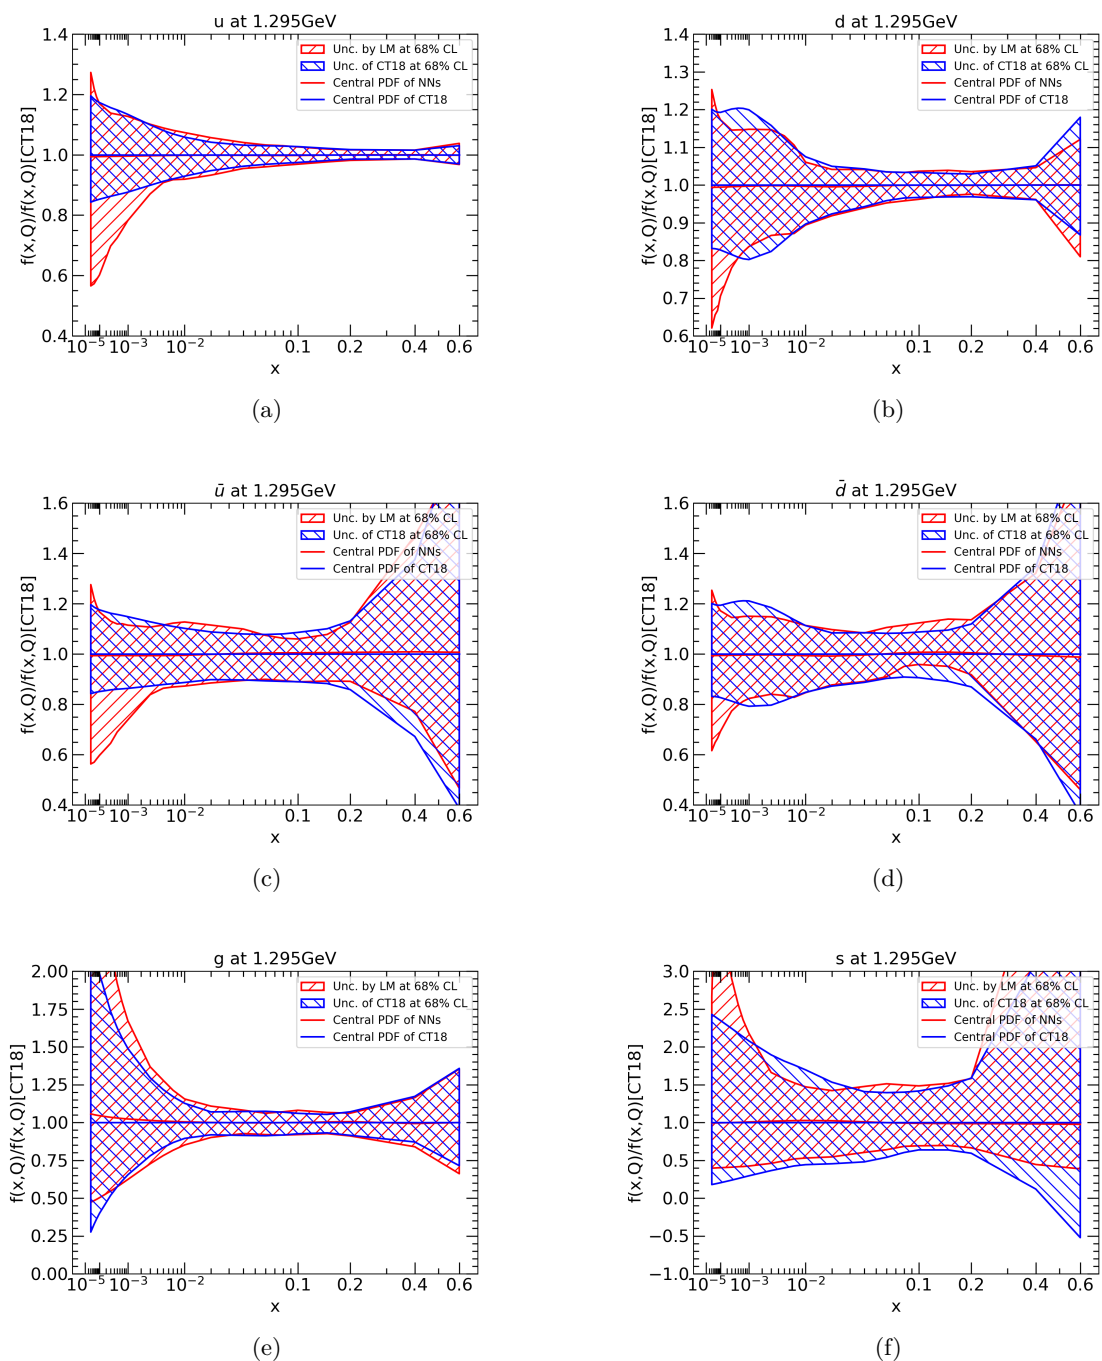 u at 1.295GeV
f(x,Q)/f(x,Q)[CT18]
1.4
1.2
1.0
0.8
0.6
0.4
Unc. by LM at 68% CL
Unc. of CT18 at 68% CL
Central PDF of NNs
Central PDF of CT18
10⁻⁵ 10⁻³ 10⁻² 0.1 0.2 0.4 0.6
x
(a)
d at 1.295GeV
f(x,Q)/f(x,Q)[CT18]
1.4
1.3
1.2
1.1
1.0
0.9
0.8
0.7
0.6
Unc. by LM at 68% CL
Unc. of CT18 at 68% CL
Central PDF of NNs
Central PDF of CT18
10⁻⁵ 10⁻³ 10⁻² 0.1 0.2 0.4 0.6
x
(b)
ū at 1.295GeV
f(x,Q)/f(x,Q)[CT18]
1.6
1.4
1.2
1.0
0.8
0.6
0.4
Unc. by LM at 68% CL
Unc. of CT18 at 68% CL
Central PDF of NNs
Central PDF of CT18
10⁻⁵ 10⁻³ 10⁻² 0.1 0.2 0.4 0.6
x
(c)
d̄ at 1.295GeV
f(x,Q)/f(x,Q)[CT18]
1.6
1.4
1.2
1.0
0.8
0.6
0.4
Unc. by LM at 68% CL
Unc. of CT18 at 68% CL
Central PDF of NNs
Central PDF of CT18
10⁻⁵ 10⁻³ 10⁻² 0.1 0.2 0.4 0.6
x
(d)
g at 1.295GeV
f(x,Q)/f(x,Q)[CT18]
2.00
1.75
1.50
1.25
1.00
0.75
0.50
0.25
0.00
Unc. by LM at 68% CL
Unc. of CT18 at 68% CL
Central PDF of NNs
Central PDF of CT18
10⁻⁵ 10⁻³ 10⁻² 0.1 0.2 0.4 0.6
x
(e)
s at 1.295GeV
f(x,Q)/f(x,Q)[CT18]
3.0
2.5
2.0
1.5
1.0
0.5
0.0
−0.5
−1.0
Unc. by LM at 68% CL
Unc. of CT18 at 68% CL
Central PDF of NNs
Central PDF of CT18
10⁻⁵ 10⁻³ 10⁻² 0.1 0.2 0.4 0.6
x
(f)